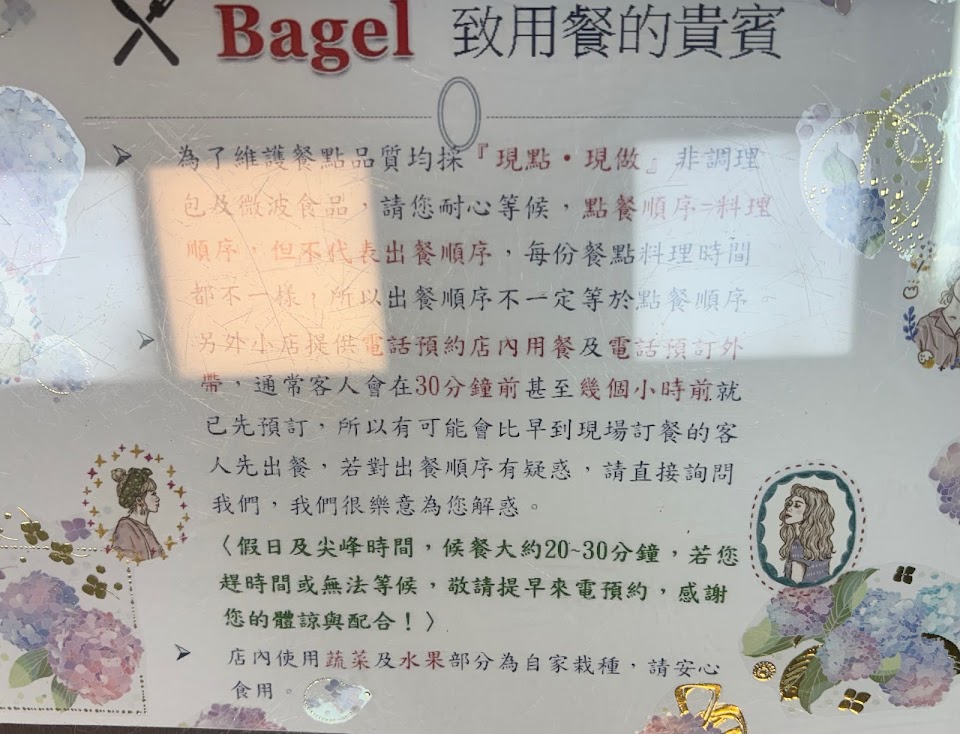 Bagel 致用餐的貴賓
為了維護餐點品質均採『現點・現做』非調理
包及微波食品，請您耐心等候，點餐順序=料理
順序，但不代表出餐順序，每份餐點料理時間
都不一樣，所以出餐順序不一定等於點餐順序。
另外小店提供電話預約店內用餐及電話預訂外
帶，通常客人會在30分鐘前甚至幾個小時前就
已先預訂，所以有可能會比早到現場訂餐的客
人先出餐，若對出餐順序有疑惑，請直接詢問
我們，我們很樂意為您解惑。
〈假日及尖峰時間，候餐大約20~30分鐘，若您
趕時間或無法等候，敬請提早來電預約，感謝
您的體諒與配合！〉
店內使用蔬菜及水果部分為自家栽種，請安心
食用。